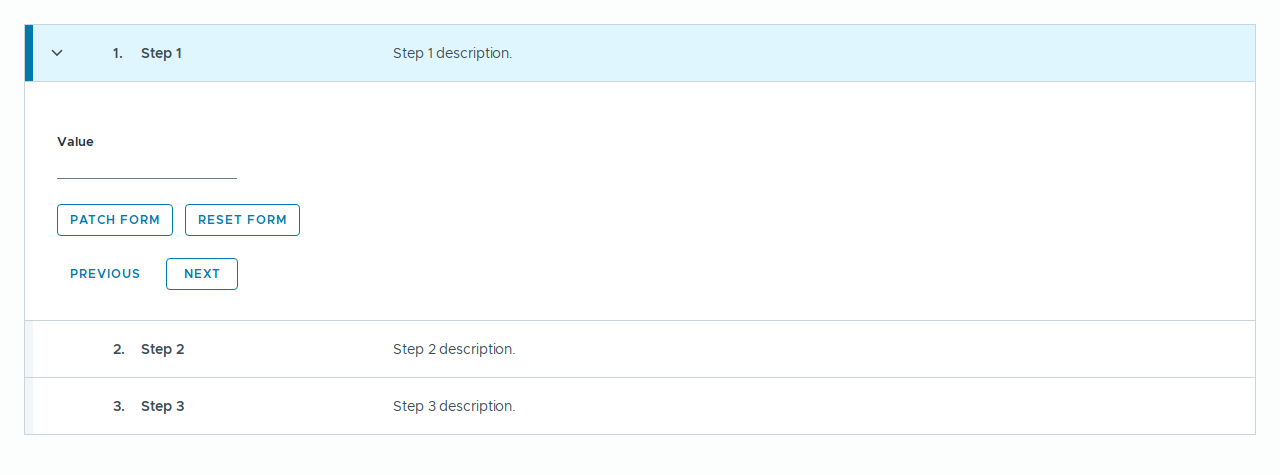 1. Step 1 Step 1 description.
Value
PATCH FORM RESET FORM
PREVIOUS NEXT
2. Step 2 Step 2 description.
3. Step 3 Step 3 description.